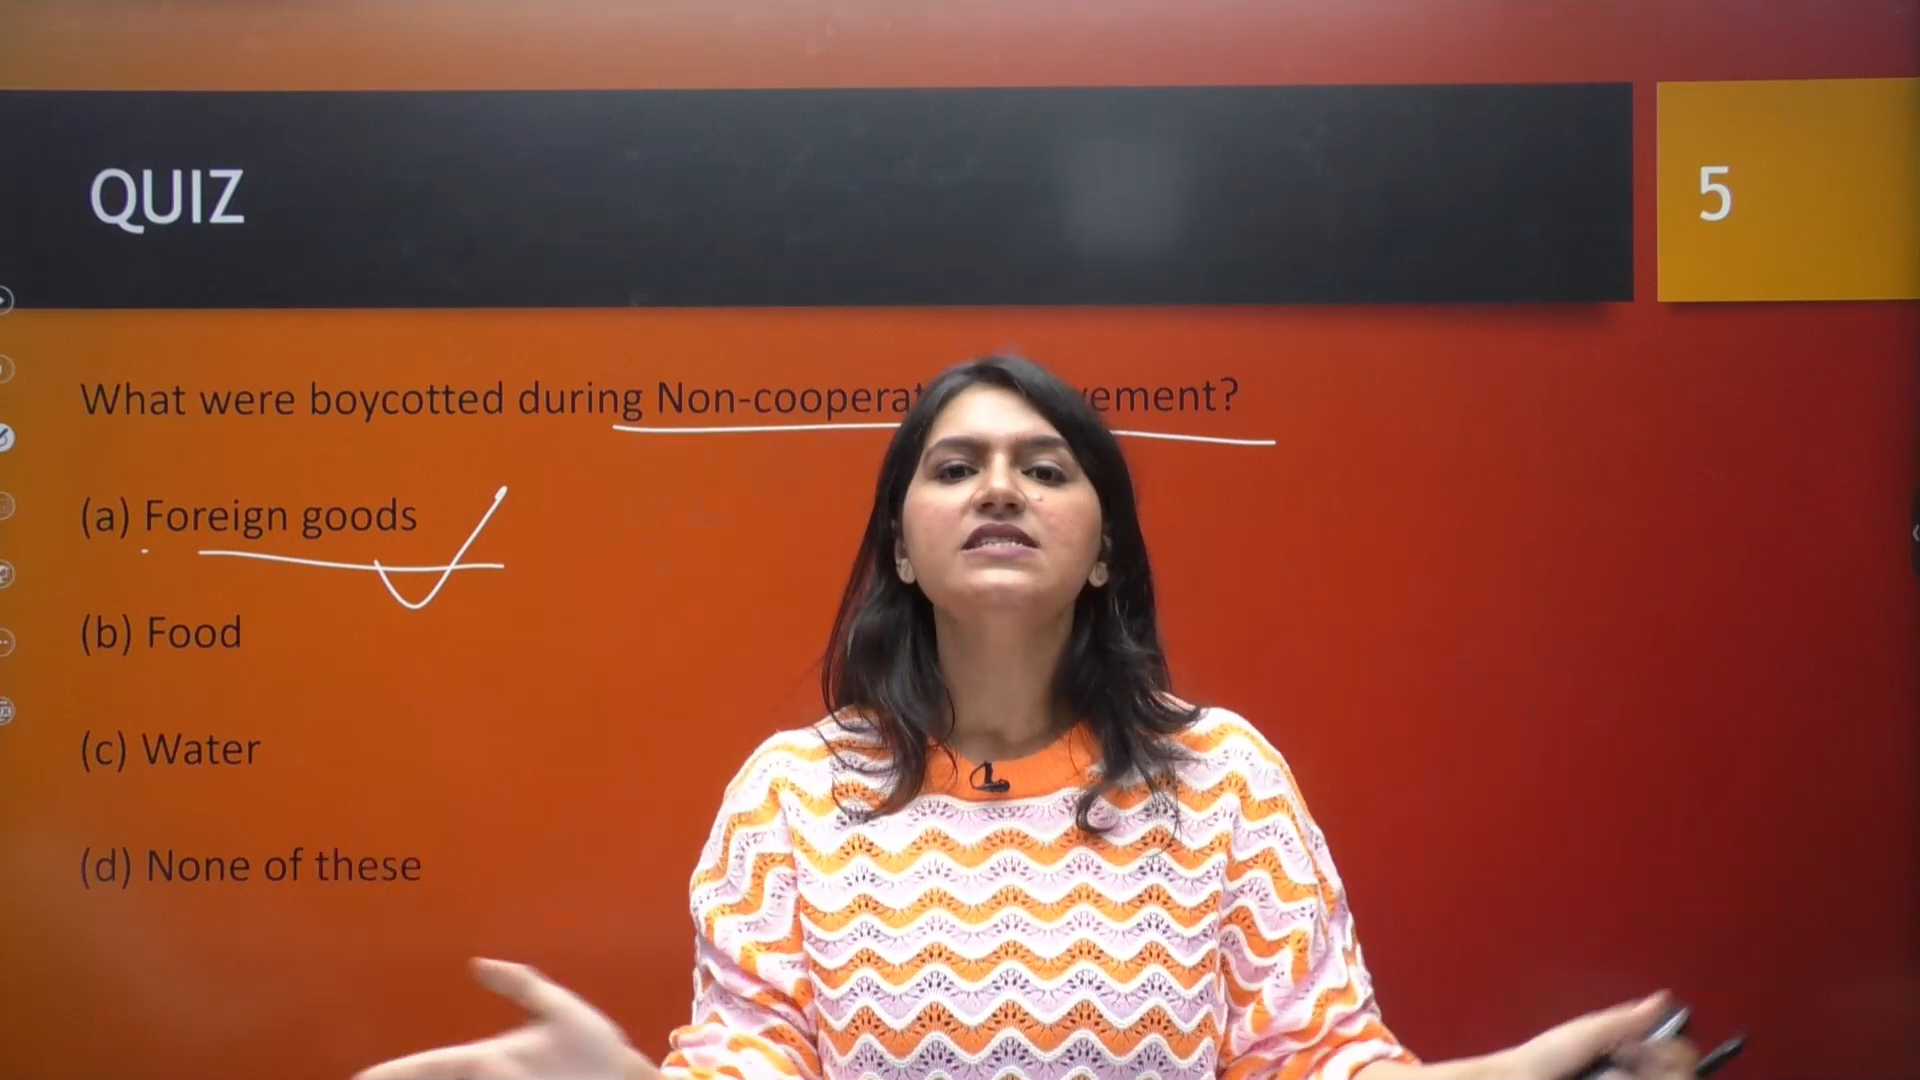 QUIZ
5
What were boycotted during Non-cooperat ement?
(a) Foreign goods
(b) Food
(c) Water
(d) None of these